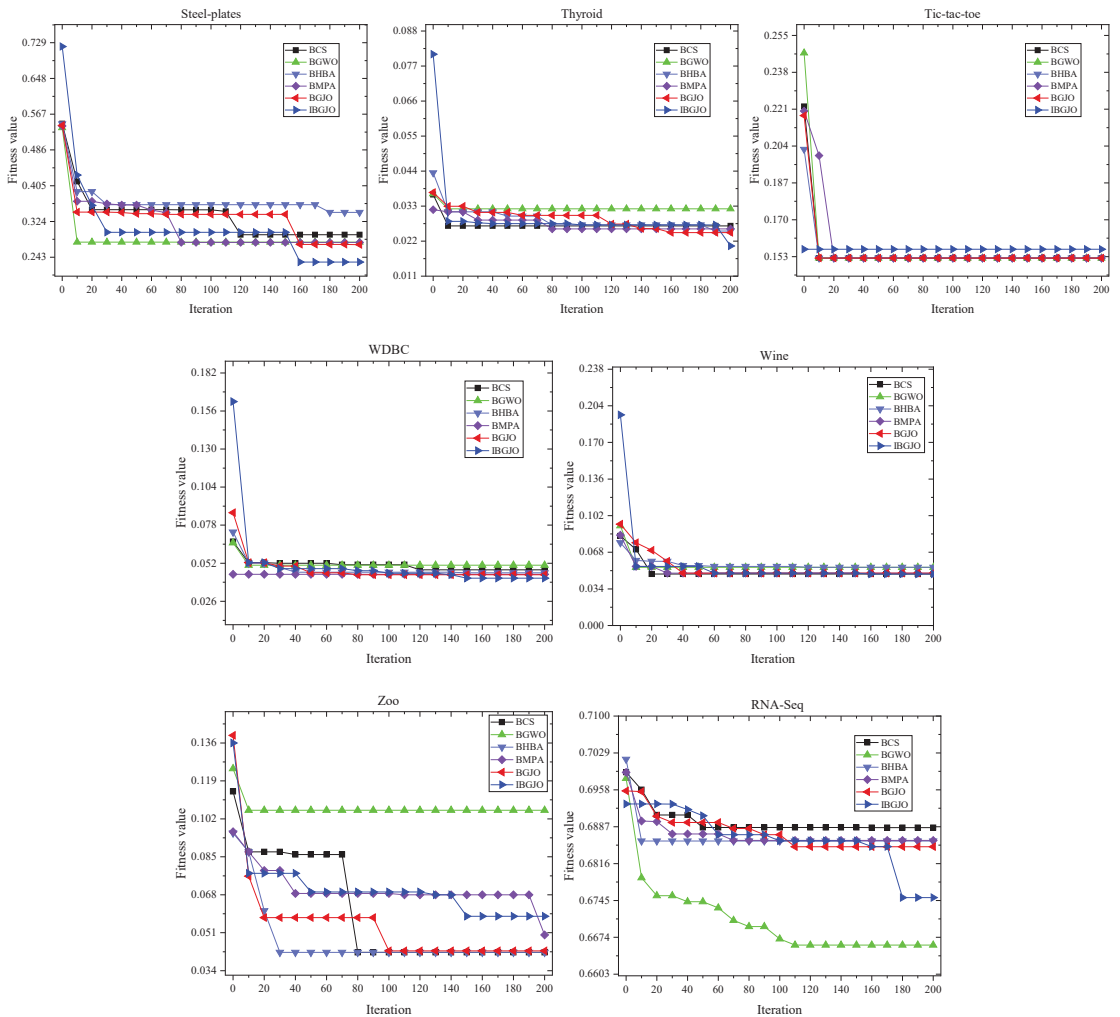 Steel-plates
0.729
0.648
0.567
0.486
0.405
0.324
0.243
Fitness value
BCS
BGWO
BHBA
BMPA
BGJO
IBGJO
0 20 40 60 80 100 120 140 160 180 200
Iteration
Thyroid
0.088
0.077
0.066
0.055
0.044
0.033
0.022
0.011
Fitness value
BCS
BGWO
BHBA
BMPA
BGJO
IBGJO
0 20 40 60 80 100 120 140 160 180 200
Iteration
Tic-tac-toe
0.255
0.238
0.221
0.204
0.187
0.170
0.153
Fitness value
BCS
BGWO
BHBA
BMPA
BGJO
IBGJO
0 20 40 60 80 100 120 140 160 180 200
Iteration
WDBC
0.182
0.156
0.130
0.104
0.078
0.052
0.026
Fitness value
BCS
BGWO
BHBA
BMPA
BGJO
IBGJO
0 20 40 60 80 100 120 140 160 180 200
Iteration
Wine
0.238
0.204
0.170
0.136
0.102
0.068
0.034
0.000
Fitness value
BCS
BGWO
BHBA
BMPA
BGJO
IBGJO
0 20 40 60 80 100 120 140 160 180 200
Iteration
Zoo
0.136
0.119
0.102
0.085
0.068
0.051
0.034
Fitness value
BCS
BGWO
BHBA
BMPA
BGJO
IBGJO
0 20 40 60 80 100 120 140 160 180 200
Iteration
RNA-Seq
0.7100
0.7029
0.6958
0.6887
0.6816
0.6745
0.6674
0.6603
Fitness value
BCS
BGWO
BHBA
BMPA
BGJO
IBGJO
0 20 40 60 80 100 120 140 160 180 200
Iteration